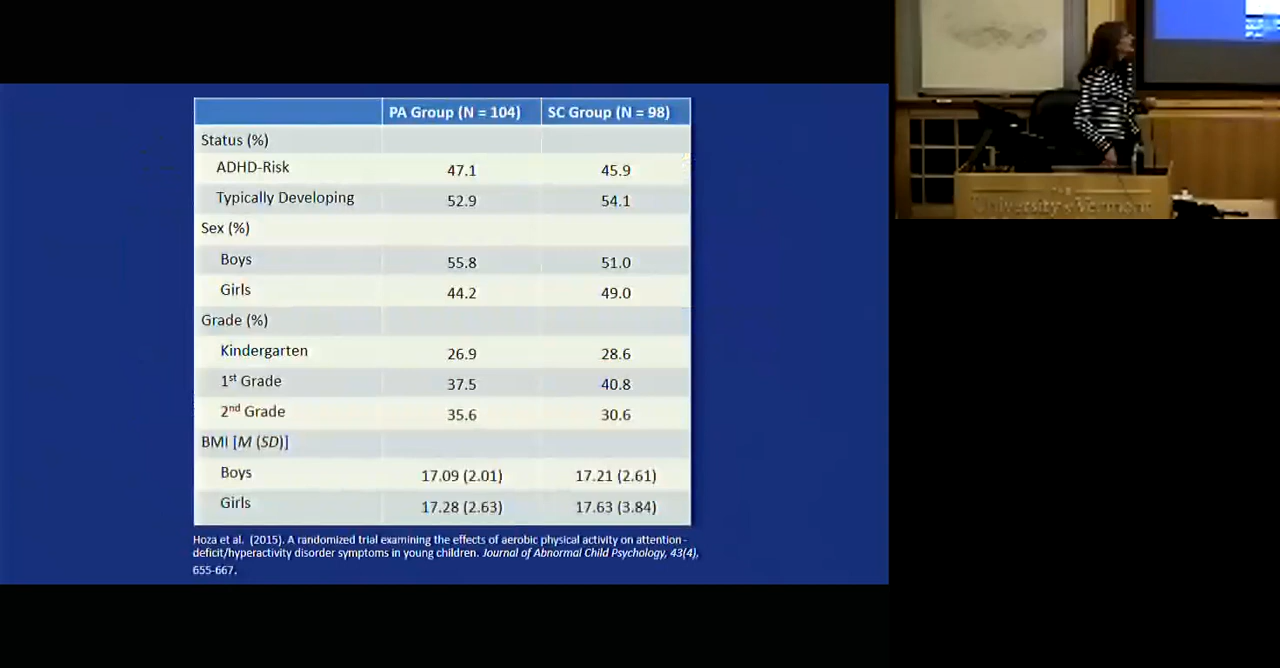 PA Group (N = 104) SC Group (N = 98)
Status (%)
ADHD-Risk 47.1 45.9
Typically Developing 52.9 54.1
Sex (%)
Boys 55.8 51.0
Girls 44.2 49.0
Grade (%)
Kindergarten 26.9 28.6
1st Grade 37.5 40.8
2nd Grade 35.6 30.6
BMI [M (SD)]
Boys 17.09 (2.01) 17.21 (2.61)
Girls 17.28 (2.63) 17.63 (3.84)
Hoza et al. (2015). A randomized trial examining the effects of aerobic physical activity on attention-
deficit/hyperactivity disorder symptoms in young children. Journal of Abnormal Child Psychology, 43(4),
655-667.
THE
University of Vermont